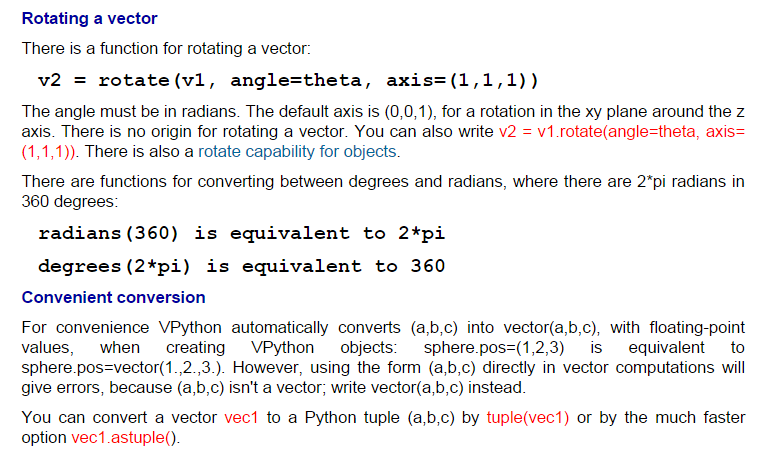 Rotating a vector
There is a function for rotating a vector:
v2 = rotate(v1, angle=theta, axis=(1,1,1))
The angle must be in radians. The default axis is (0,0,1), for a rotation in the xy plane around the z
axis. There is no origin for rotating a vector. You can also write v2 = v1.rotate(angle=theta, axis=
(1,1,1)). There is also a rotate capability for objects.
There are functions for converting between degrees and radians, where there are 2*pi radians in
360 degrees:
radians(360) is equivalent to 2*pi
degrees(2*pi) is equivalent to 360
Convenient conversion
For convenience VPython automatically converts (a,b,c) into vector(a,b,c), with floating-point
values, when creating VPython objects: sphere.pos=(1,2,3) is equivalent to
sphere.pos=vector(1.,2.,3.). However, using the form (a,b,c) directly in vector computations will
give errors, because (a,b,c) isn't a vector; write vector(a,b,c) instead.
You can convert a vector vec1 to a Python tuple (a,b,c) by tuple(vec1) or by the much faster
option vec1.astuple().